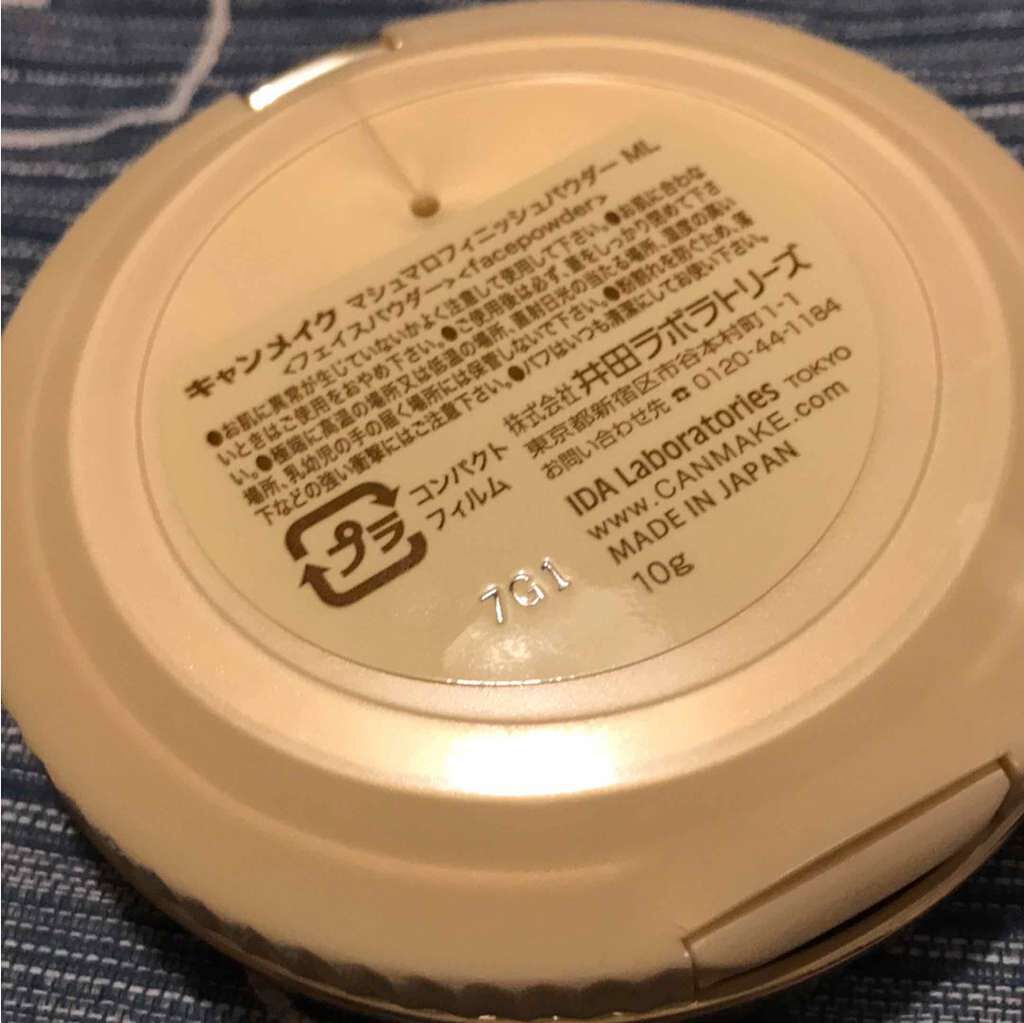 キャンメイク マシュマロフィニッシュパウダー ML
<フェイスパウダー><facepowder>
●お肌に異常が生じていないかよく注意して使用して下さい。●お肌に合わな
いときはご使用をおやめ下さい。●ご使用後は必ず、蓋をしっかり閉めて下さ
い。●極端に高温の場所又は低温の場所、直射日光の当たる場所、湿度の高い
場所、乳幼児の手の届く場所には保管しないで下さい。●粉割れを防ぐため、落
下などの強い衝撃にはご注意下さい。●パフはいつも清潔にしてお使い下さい。
プラ
コンパクト
フィルム
株式会社 井田ラボラトリーズ
東京都新宿区市谷本村町1-1
お問い合わせ先 ☎ 0120-44-1184
IDA Laboratories TOKYO
www.CANMAKE.com
MADE IN JAPAN
10g
7G1